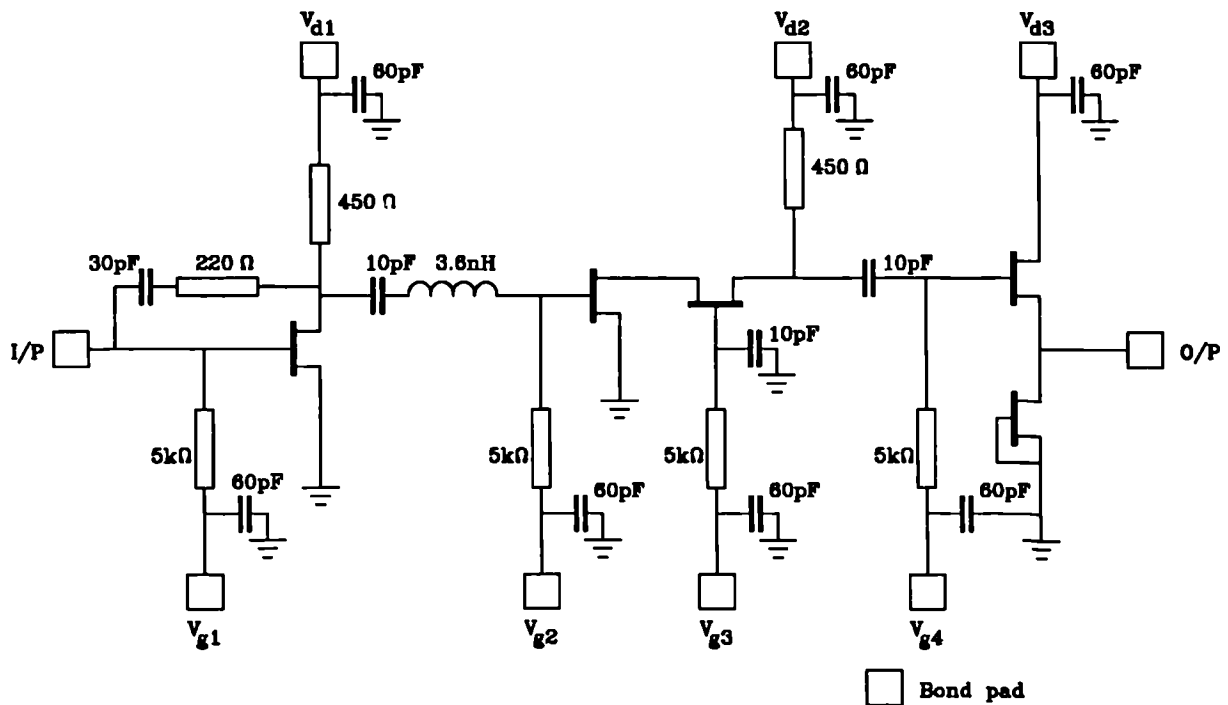 Vd1
Vd2
Vd3
60pF
60pF
60pF
450 Ω
450 Ω
30pF
220 Ω
10pF
3.6nH
10pF
I/P
10pF
O/P
5kΩ
5kΩ
5kΩ
5kΩ
60pF
60pF
60pF
60pF
Vg1
Vg2
Vg3
Vg4
Bond pad